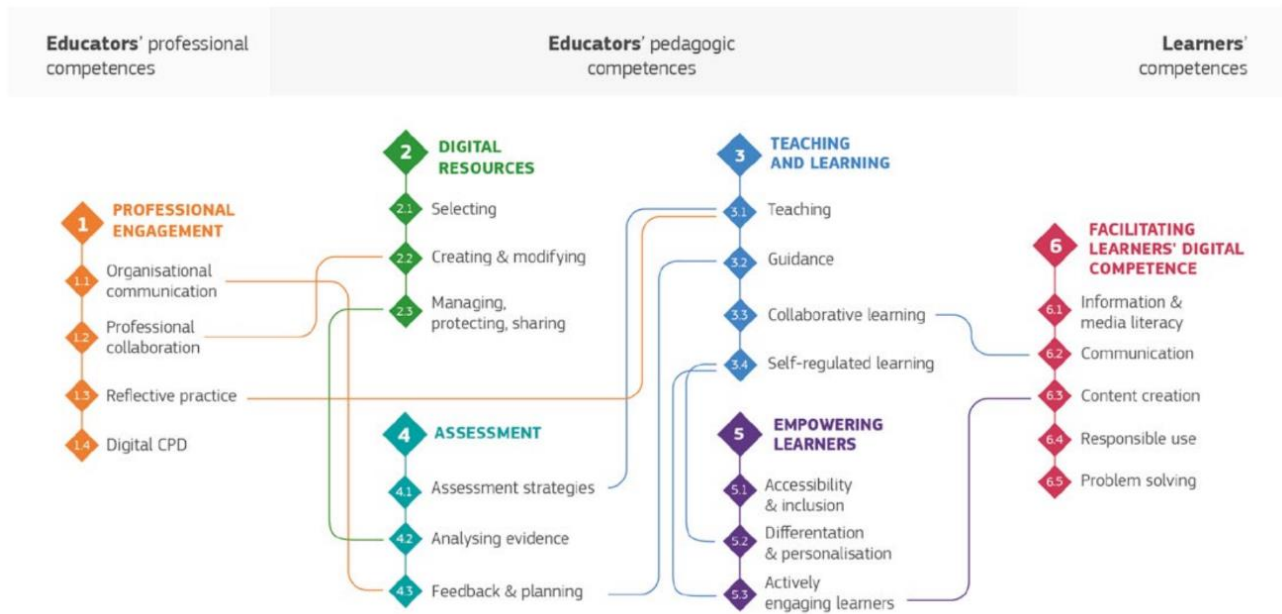 Educators' professional
competences
Educators' pedagogic
competences
Learners'
competences
1
PROFESSIONAL
ENGAGEMENT
1.1
Organisational
communication
1.2
Professional
collaboration
1.3
Reflective practice
1.4
Digital CPD
2
DIGITAL
RESOURCES
2.1
Selecting
2.2
Creating & modifying
2.3
Managing,
protecting, sharing
3
TEACHING
AND LEARNING
3.1
Teaching
3.2
Guidance
3.3
Collaborative learning
3.4
Self-regulated learning
4
ASSESSMENT
4.1
Assessment strategies
4.2
Analysing evidence
4.3
Feedback & planning
5
EMPOWERING
LEARNERS
5.1
Accessibility
& inclusion
5.2
Differentation
& personalisation
5.3
Actively
engaging learners
6
FACILITATING
LEARNERS' DIGITAL
COMPETENCE
6.1
Information &
media literacy
6.2
Communication
6.3
Content creation
6.4
Responsible use
6.5
Problem solving